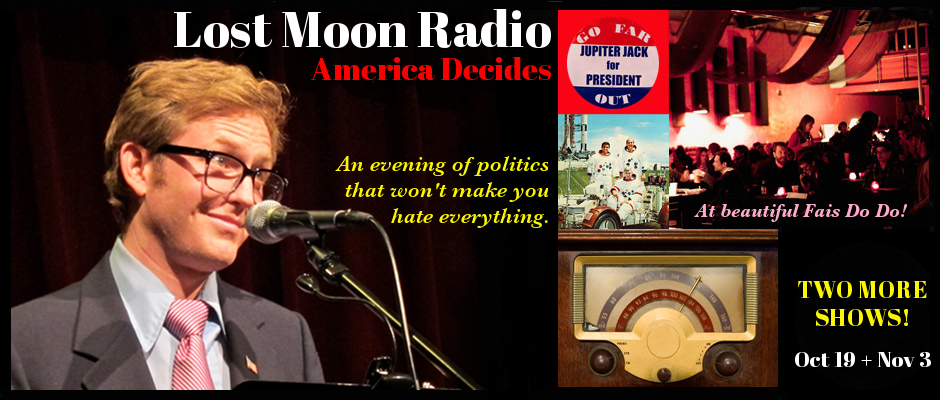 Lost Moon Radio
America Decides
An evening of politics
that won't make you
hate everything.
GO FAR
JUPITER JACK
for
PRESIDENT
OUT
At beautiful Fais Do Do!
TWO MORE
SHOWS!
Oct 19 + Nov 3